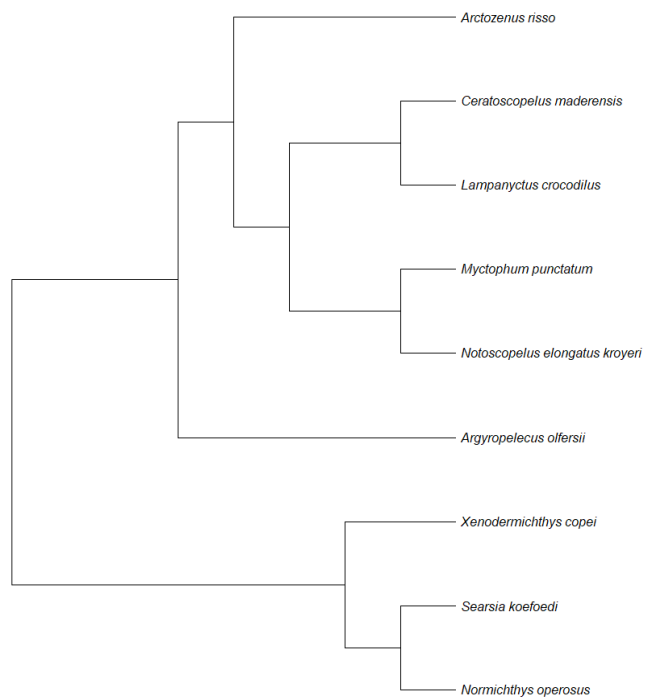 Arctozenus risso
Ceratoscopelus maderensis
Lampanyctus crocodilus
Myctophum punctatum
Notoscopelus elongatus kroyeri
Argyropelecus olfersii
Xenodermichthys copei
Searsia koefoedi
Normichthys operosus